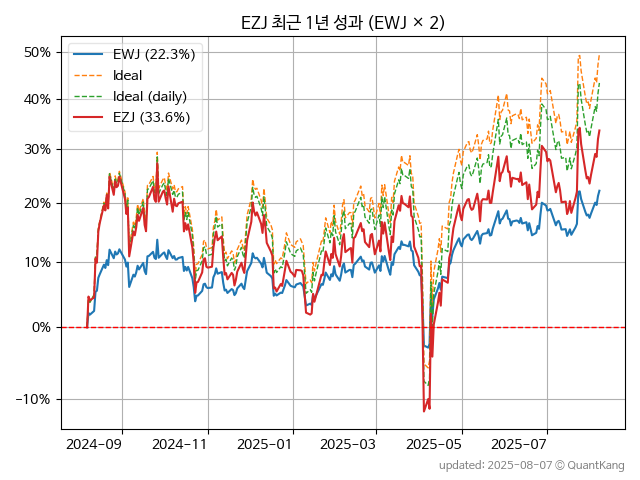 EZJ 최근 1년 성과 (EWJ × 2)
EWJ (22.3%)
Ideal
Ideal (daily)
EZJ (33.6%)
50%
40%
30%
20%
10%
0%
−10%
2024-09 2024-11 2025-01 2025-03 2025-05 2025-07
updated: 2025-08-07 © QuantKang